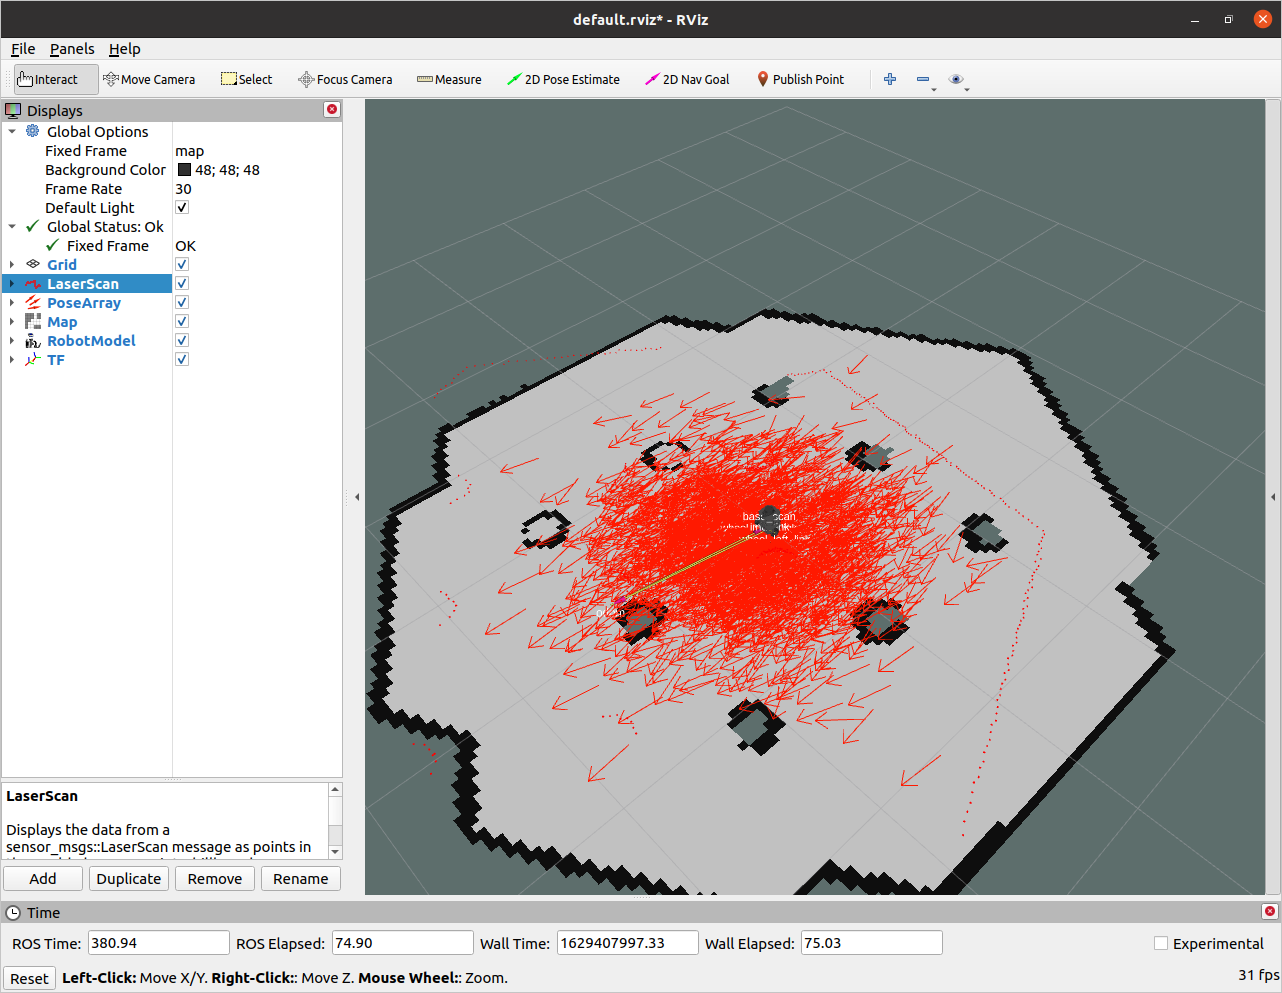 default.rviz* - RViz
File Panels Help
Interact Move Camera Select Focus Camera Measure 2D Pose Estimate 2D Nav Goal Publish Point
Displays
Global Options
Fixed Frame map
Background Color 48; 48; 48
Frame Rate 30
Default Light
Global Status: Ok
Fixed Frame OK
Grid
LaserScan
PoseArray
Map
RobotModel
TF
LaserScan
Displays the data from a
sensor_msgs::LaserScan message as points in
Add Duplicate Remove Rename
Time
ROS Time: 380.94 ROS Elapsed: 74.90 Wall Time: 1629407997.33 Wall Elapsed: 75.03 Experimental
Reset Left-Click: Move X/Y. Right-Click:: Move Z. Mouse Wheel:: Zoom. 31 fps